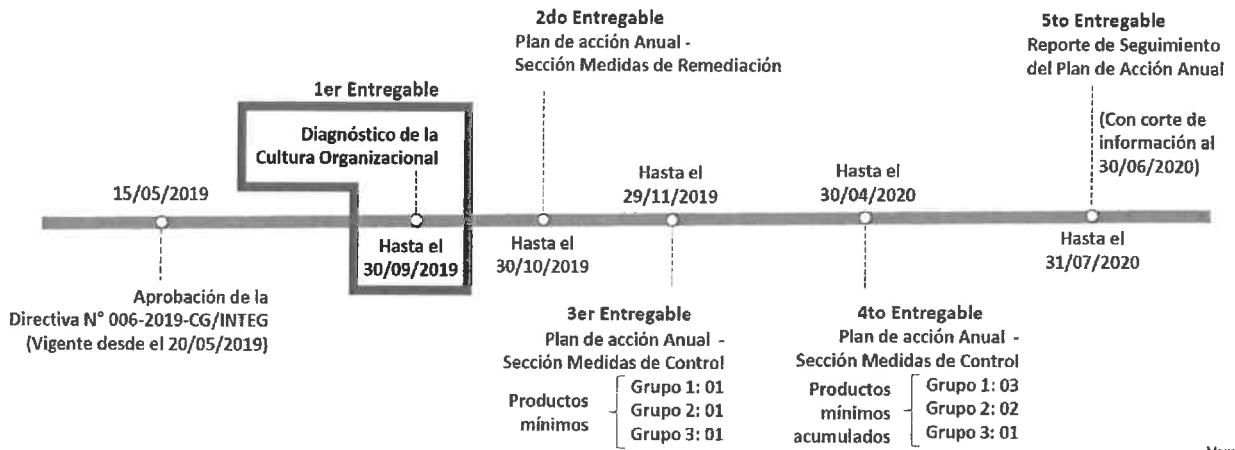 15/05/2019
Aprobación de la
Directiva N° 006-2019-CG/INTEG
(Vigente desde el 20/05/2019)
1er Entregable
Diagnóstico de la
Cultura Organizacional
Hasta el
30/09/2019
2do Entregable
Plan de acción Anual -
Sección Medidas de Remediación
Hasta el
30/10/2019
Hasta el
29/11/2019
3er Entregable
Plan de acción Anual -
Sección Medidas de Control
Productos
mínimos
Grupo 1: 01
Grupo 2: 01
Grupo 3: 01
Hasta el
30/04/2020
4to Entregable
Plan de acción Anual -
Sección Medidas de Control
Productos
mínimos
acumulados
Grupo 1: 03
Grupo 2: 02
Grupo 3: 01
5to Entregable
Reporte de Seguimiento
del Plan de Acción Anual
(Con corte de
información al
30/06/2020)
Hasta el
31/07/2020